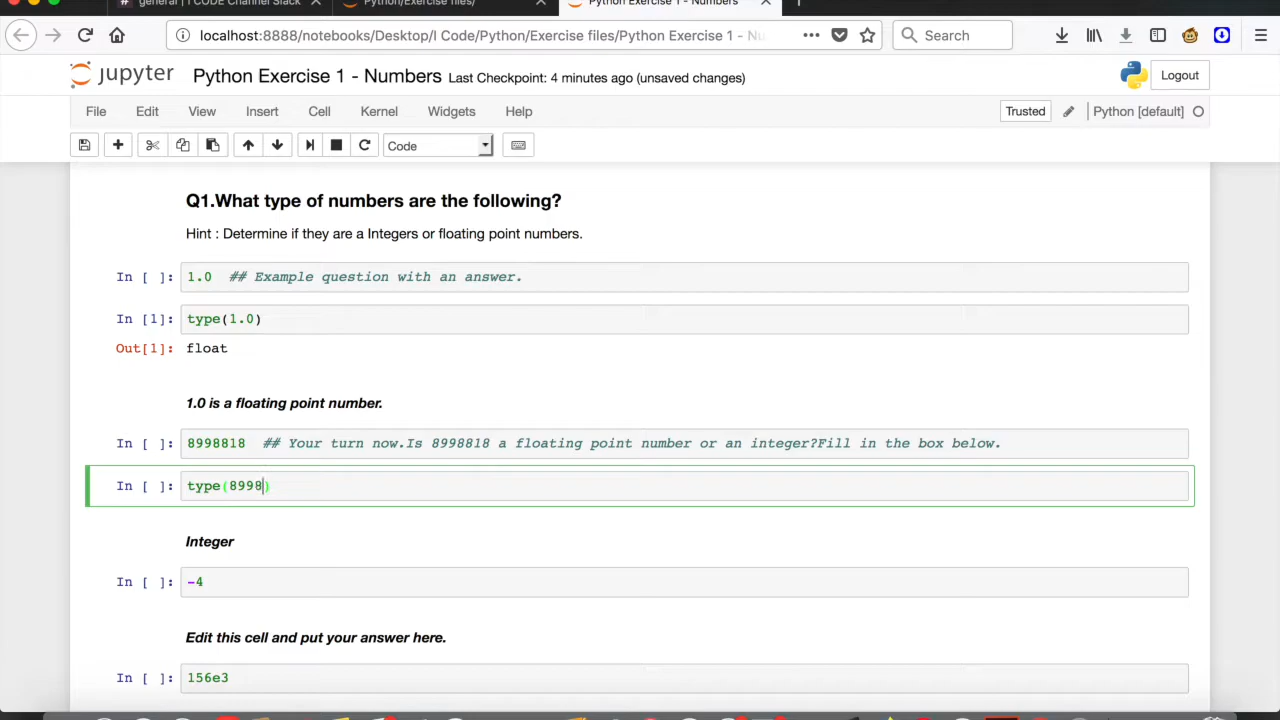 general | I CODE Channel Slack
Python/Exercise files/
Python Exercise 1 - Numbers
localhost:8888/notebooks/Desktop/I Code/Python/Exercise files/Python Exercise 1 - Nu
Search
jupyter Python Exercise 1 - Numbers Last Checkpoint: 4 minutes ago (unsaved changes)
Logout
File Edit View Insert Cell Kernel Widgets Help
Trusted
Python [default]
Code
Q1.What type of numbers are the following?
Hint : Determine if they are a Integers or floating point numbers.
In [ ]: 1.0 ## Example question with an answer.
In [1]: type(1.0)
Out[1]: float
1.0 is a floating point number.
In [ ]: 8998818 ## Your turn now.Is 8998818 a floating point number or an integer?Fill in the box below.
In [ ]: type(8998)
Integer
In [ ]: -4
Edit this cell and put your answer here.
In [ ]: 156e3